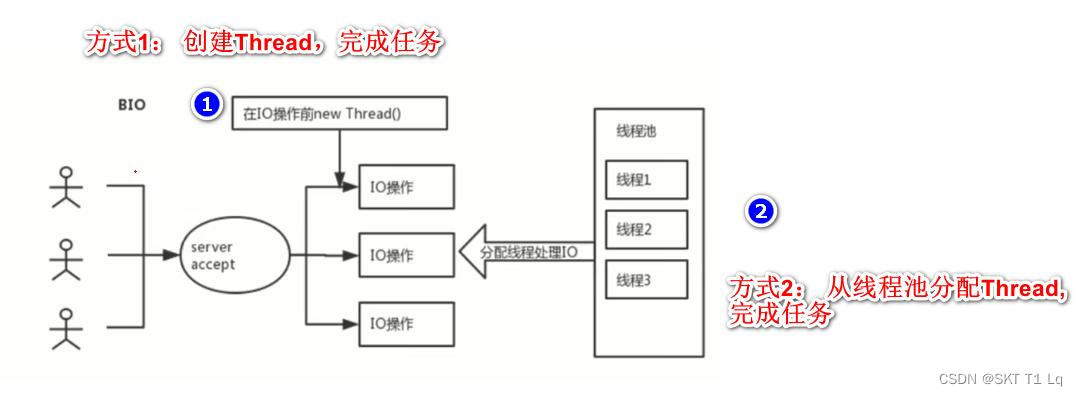 方式1： 创建Thread，完成任务
BIO
1
在IO操作前new Thread()
线程池
IO操作
线程1
server
accept
IO操作
分配线程处理IO
线程2
2
IO操作
线程3
方式2： 从线程池分配Thread,
完成任务
CSDN @SKT T1 Lq